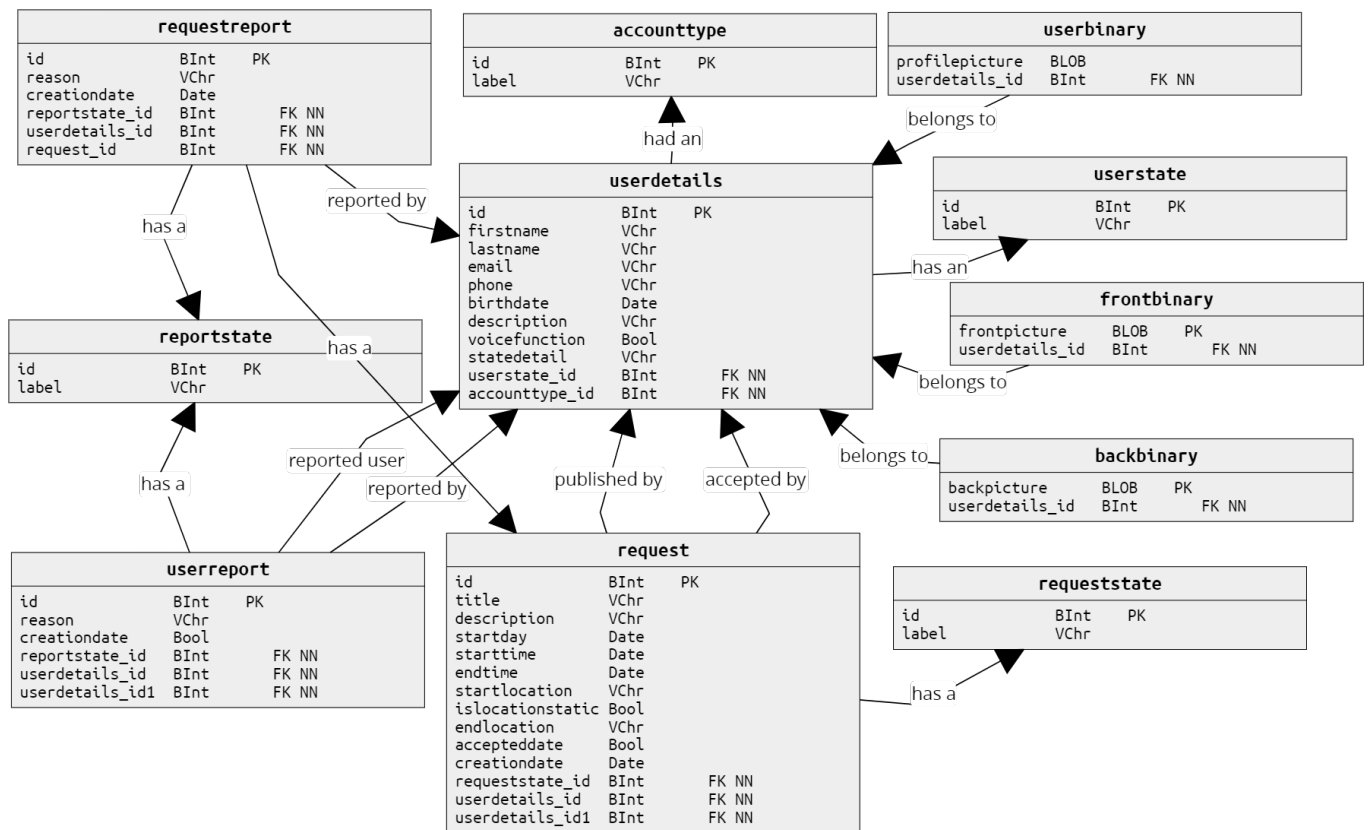 requestreport
id BInt PK
reason VChr
creationdate Date
reportstate_id BInt FK NN
userdetails_id BInt FK NN
request_id BInt FK NN
accounttype
id BInt PK
label VChr
userbinary
profilepicture BLOB
userdetails_id BInt FK NN
belongs to
had an
userdetails
id BInt PK
firstname VChr
lastname VChr
email VChr
phone VChr
birthdate Date
description VChr
voicefunction Bool
statedetail VChr
userstate_id BInt FK NN
accounttype_id BInt FK NN
userstate
id BInt PK
label VChr
reported by
has a
has an
frontbinary
frontpicture BLOB PK
userdetails_id BInt FK NN
reportstate
id BInt PK
label VChr
has a
belongs to
belongs to
backbinary
backpicture BLOB PK
userdetails_id BInt FK NN
reported user
has a
reported by
published by
accepted by
userreport
id BInt PK
reason VChr
creationdate Bool
reportstate_id BInt FK NN
userdetails_id BInt FK NN
userdetails_id1 BInt FK NN
request
id BInt PK
title VChr
description VChr
startday Date
starttime Date
endtime Date
startlocation VChr
islocationstatic Bool
endlocation VChr
accepteddate Bool
creationdate Date
requeststate_id BInt FK NN
userdetails_id BInt FK NN
userdetails_id1 BInt FK NN
requeststate
id BInt PK
label VChr
has a